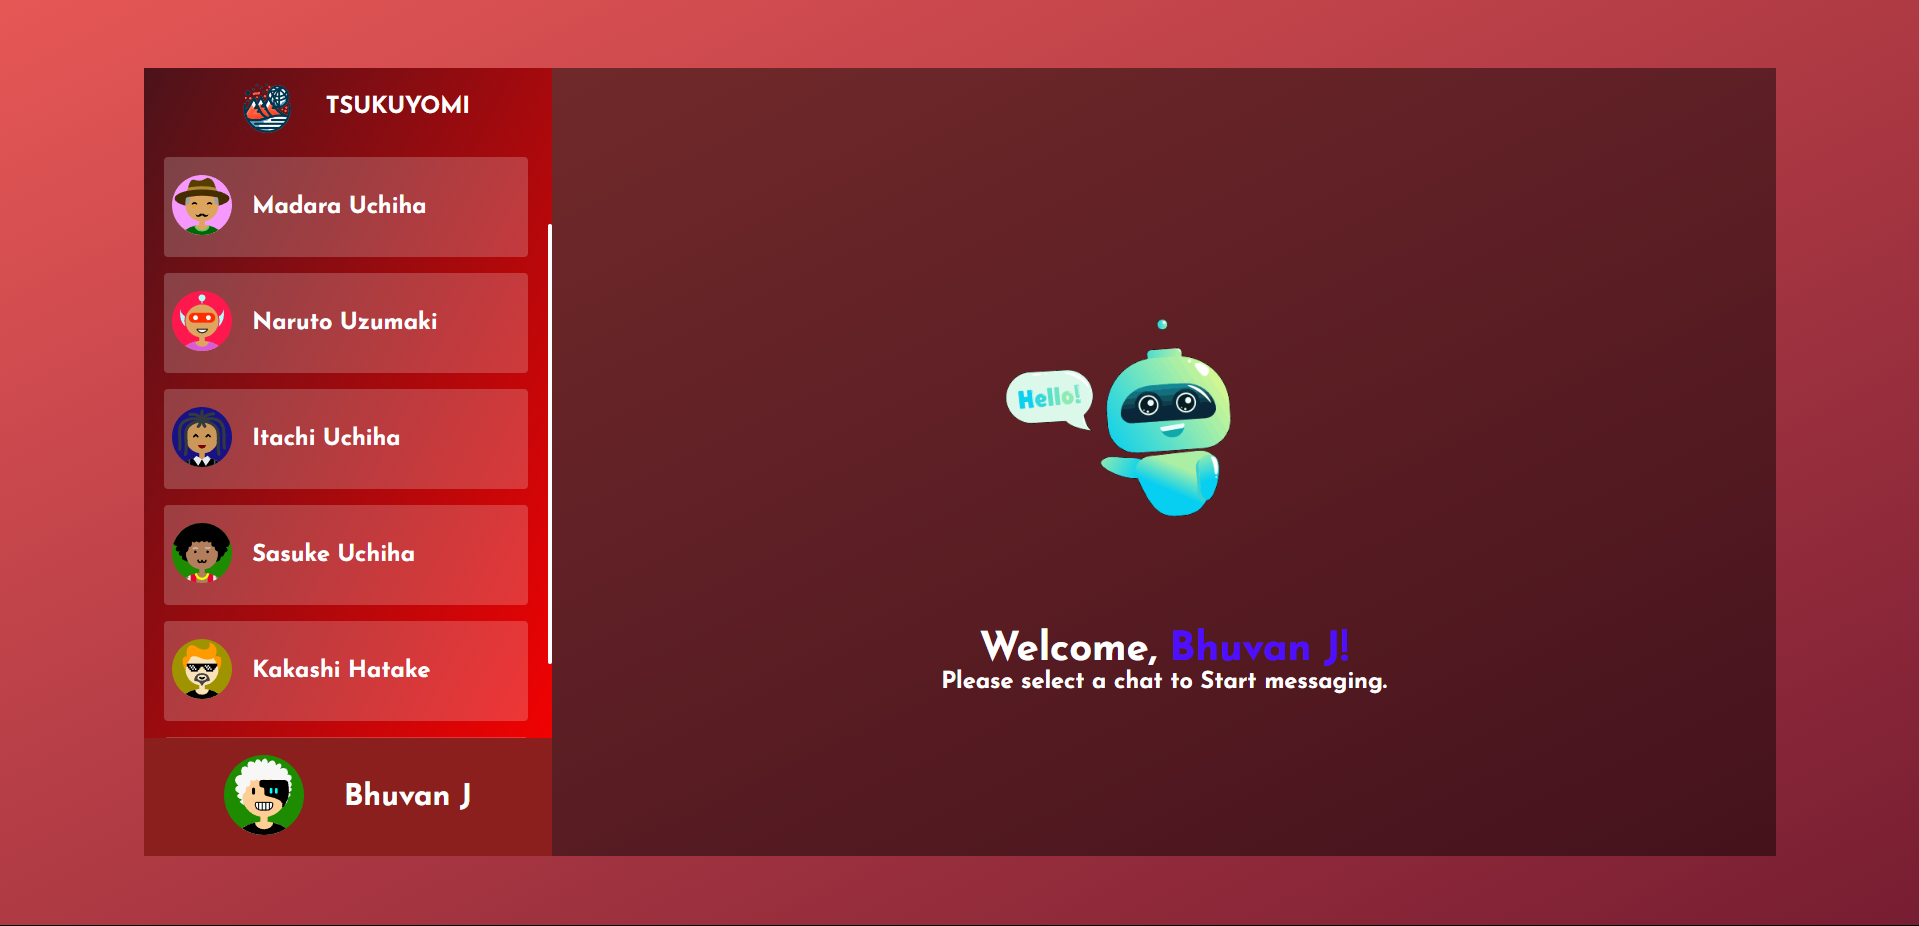 TSUKUYOMI
Madara Uchiha
Naruto Uzumaki
Itachi Uchiha
Sasuke Uchiha
Kakashi Hatake
Bhuvan J
Hello!
Welcome, Bhuvan J!
Please select a chat to Start messaging.